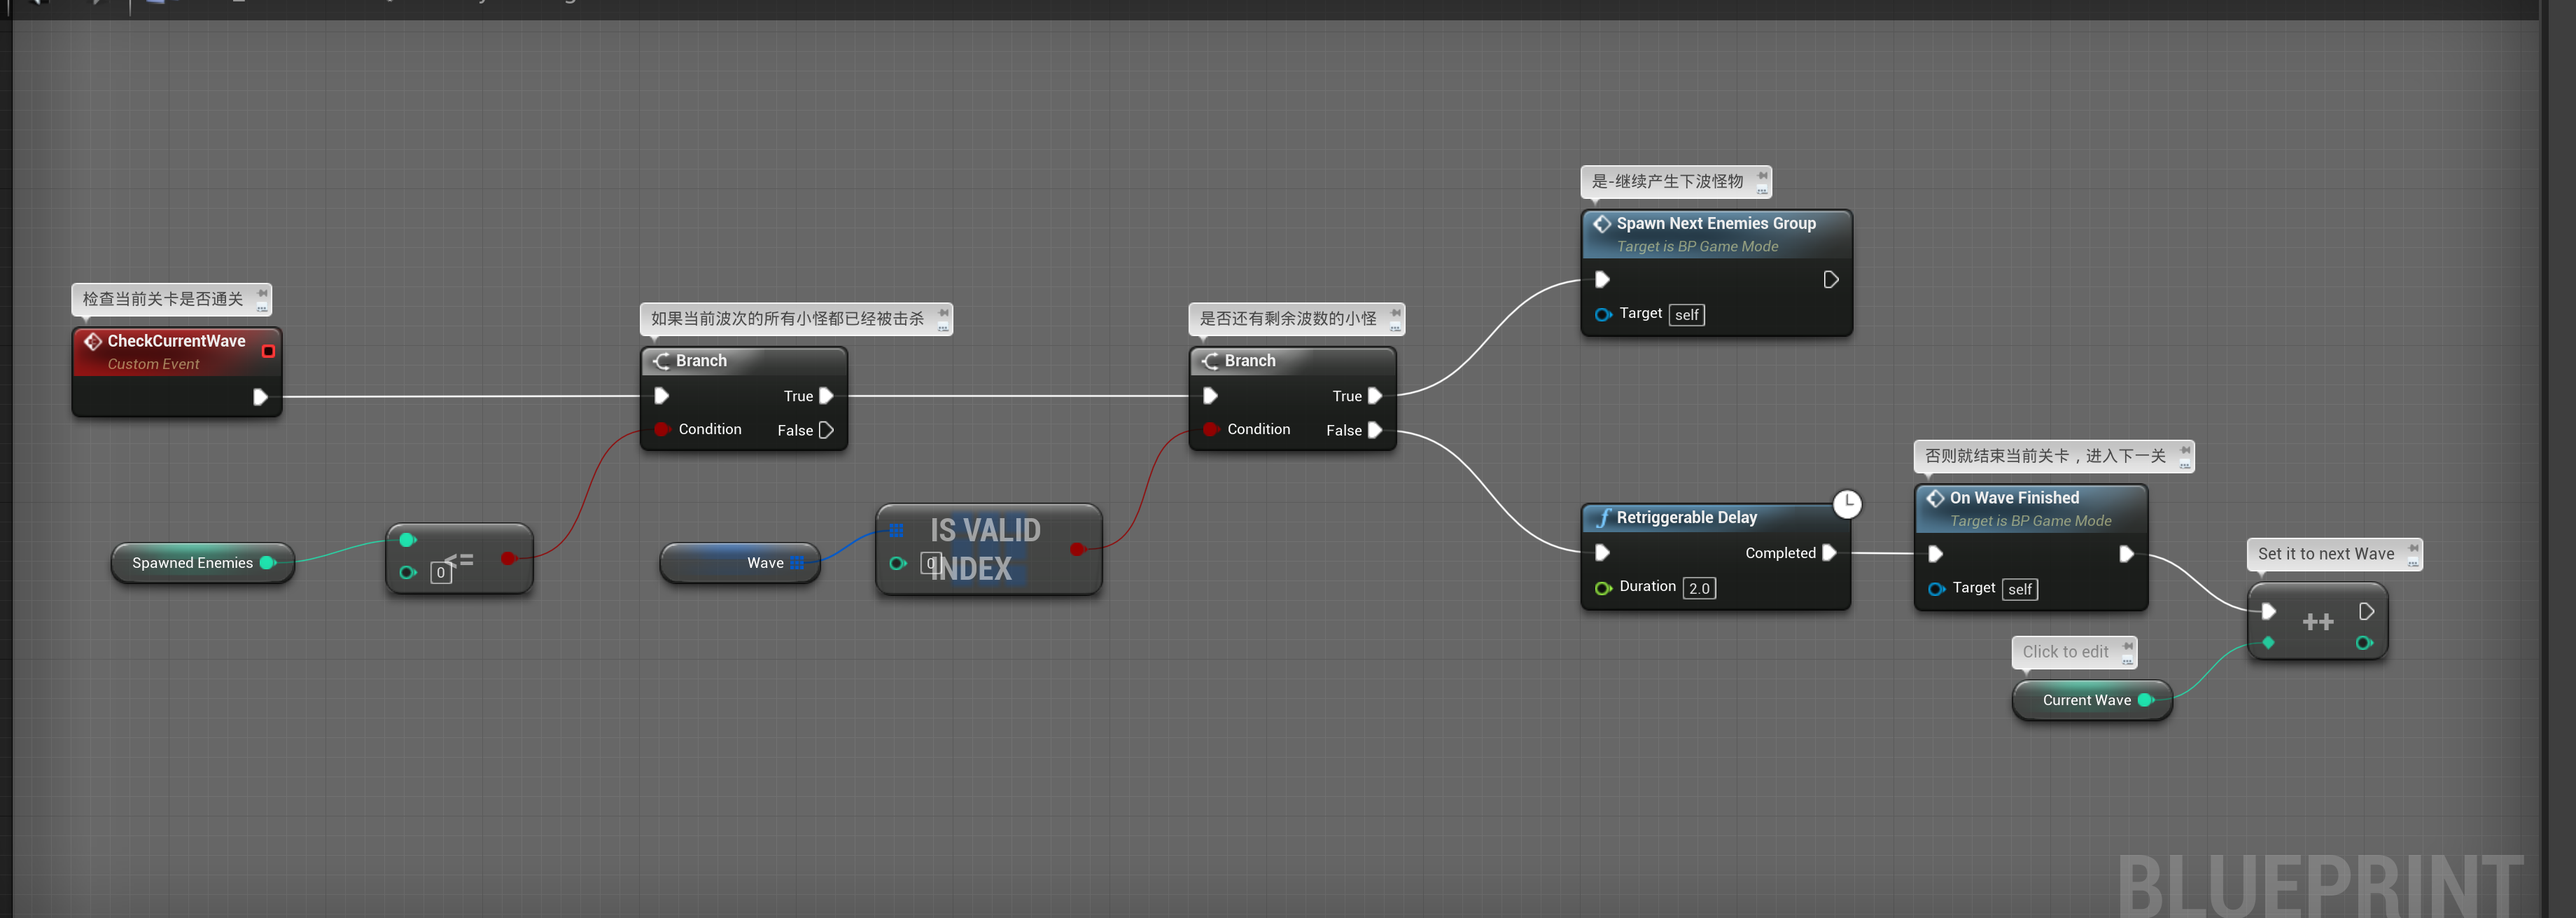 是-继续产生下波怪物
Spawn Next Enemies Group
Target is BP Game Mode
Target self
检查当前关卡是否通关
CheckCurrentWave
Custom Event
如果当前波次的所有小怪都已经被击杀
Branch
True
Condition
False
是否还有剩余波数的小怪
Branch
True
Condition
False
Spawned Enemies
<=
0
Wave
IS VALID
INDEX
0
Retriggerable Delay
Completed
Duration 2.0
否则就结束当前关卡，进入下一关
On Wave Finished
Target is BP Game Mode
Target self
Set it to next Wave
++
Click to edit
Current Wave
BLUEPRINT